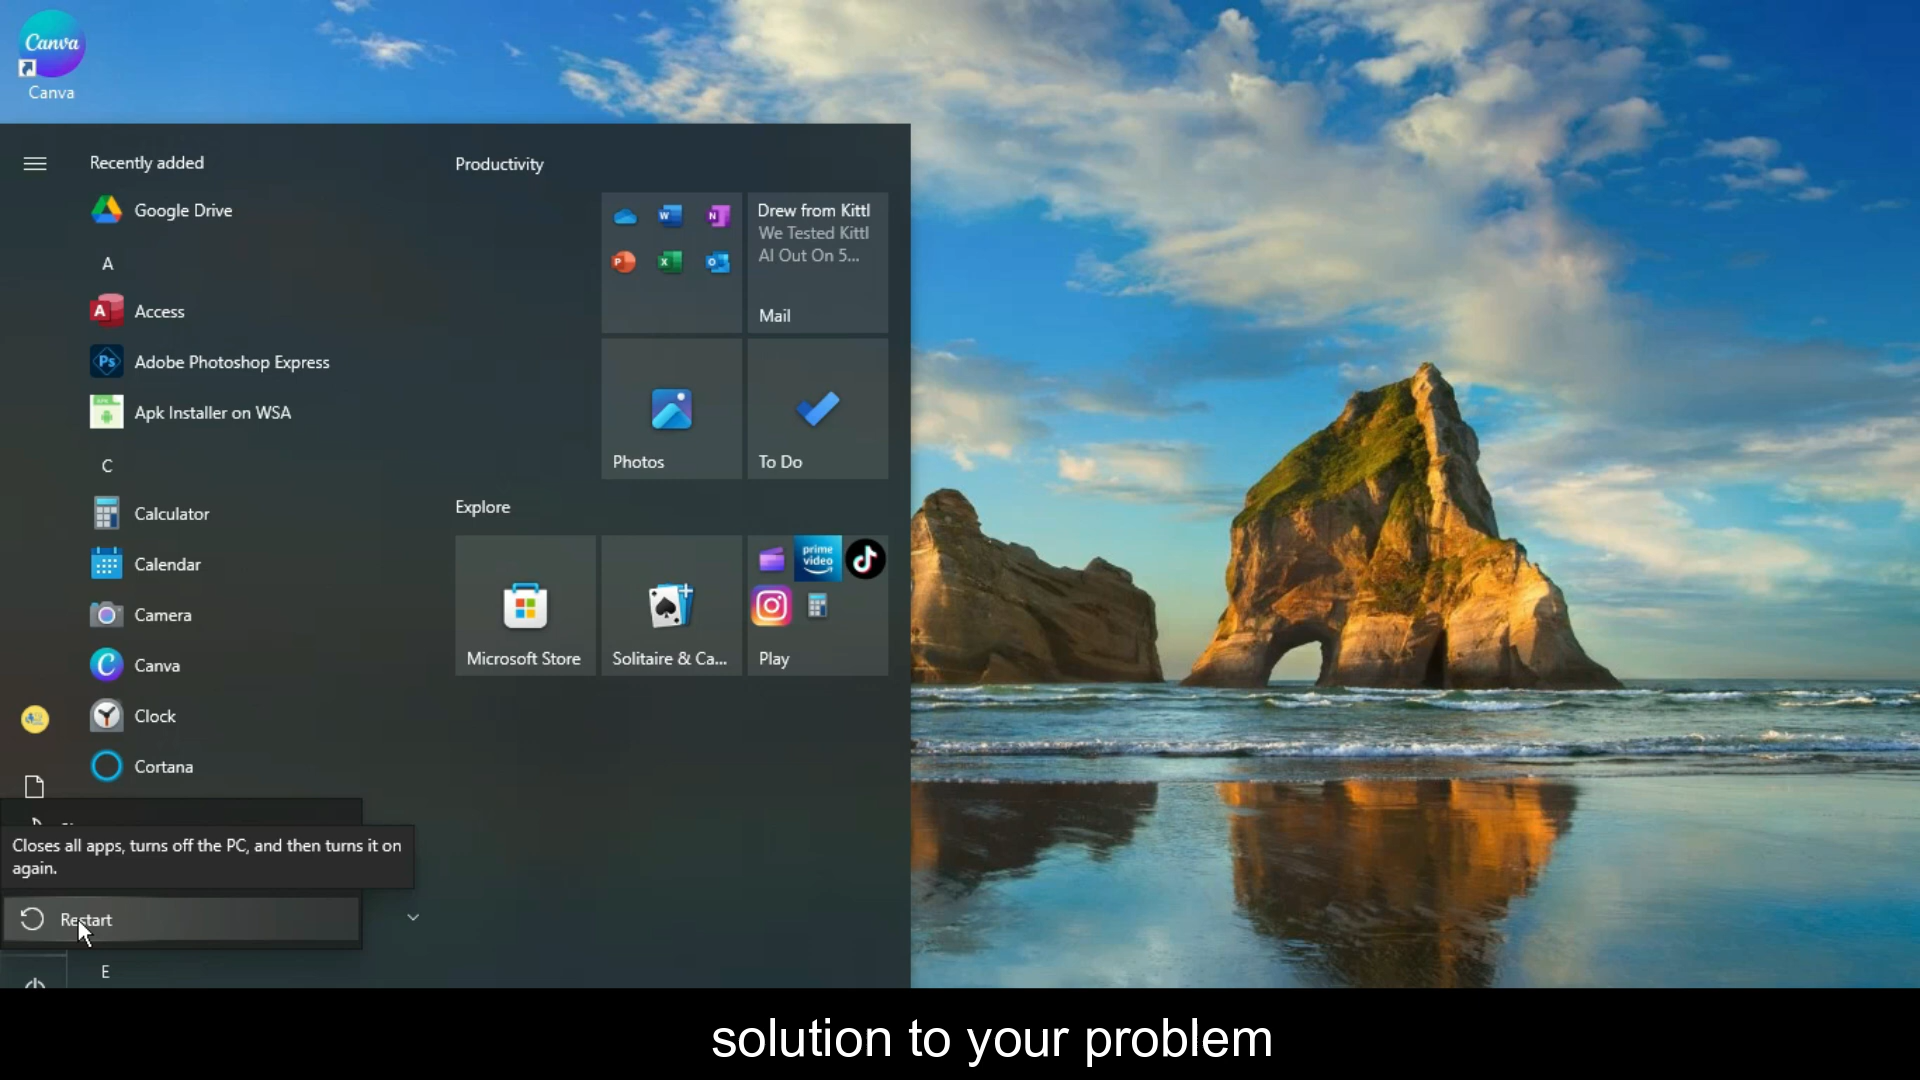 Canva
Canva
Recently added
Google Drive
A
Access
Adobe Photoshop Express
Apk Installer on WSA
C
Calculator
Calendar
Camera
Canva
Clock
Cortana
Closes all apps, turns off the PC, and then turns it on
again.
Restart
E
Productivity
Drew from Kittl
We Tested Kittl
AI Out On 5...
Mail
Photos
To Do
Explore
Microsoft Store
Solitaire & Ca...
prime
video
Play
solution to your problem